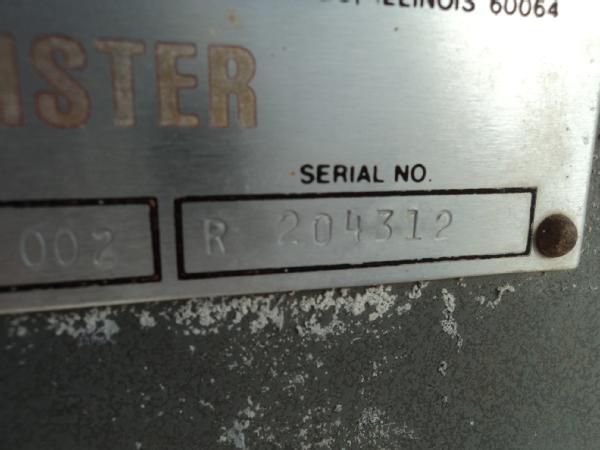 ILLINOIS 60064
ISTER
SERIAL NO.
002 R 204312